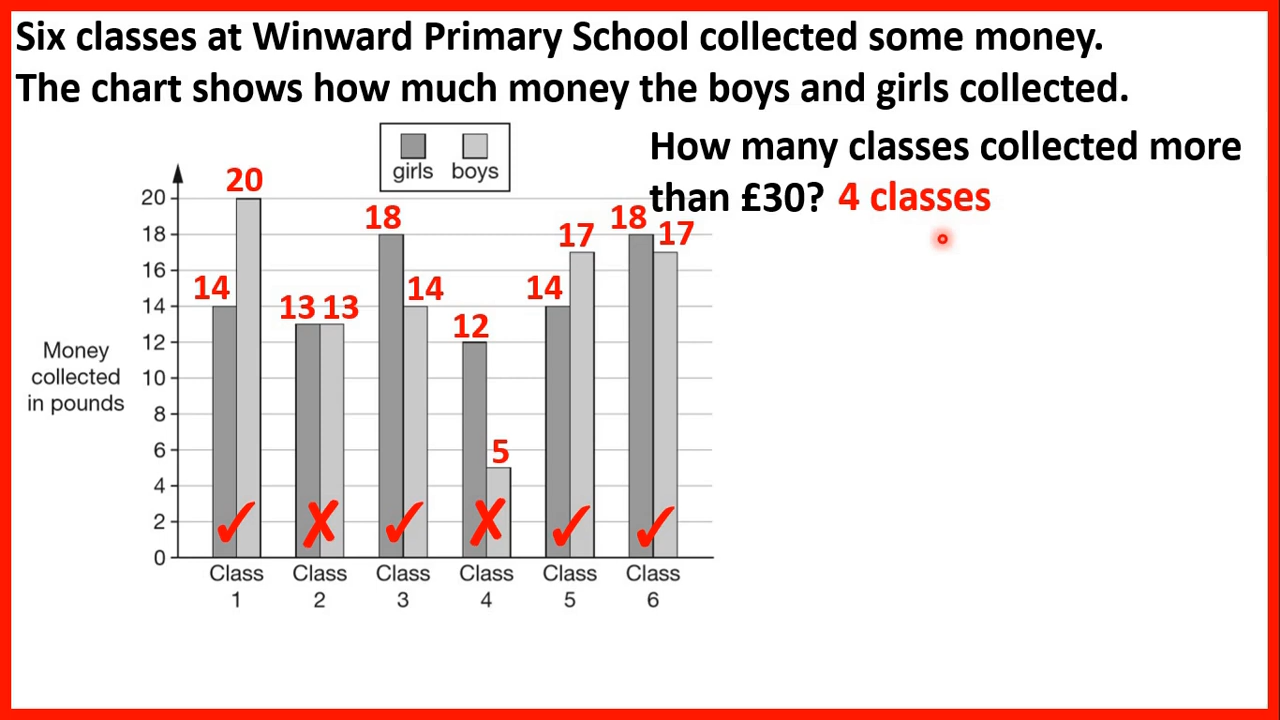 Six classes at Winward Primary School collected some money.
The chart shows how much money the boys and girls collected.
How many classes collected more
than £30? 4 classes
girls boys
Money
collected
in pounds
20
18
16
14
12
10
8
6
4
2
0
14 20
13 13
18 14
12 5
14 17
18 17
✓ ✗ ✓ ✗ ✓ ✓
Class Class Class Class Class Class
1 2 3 4 5 6